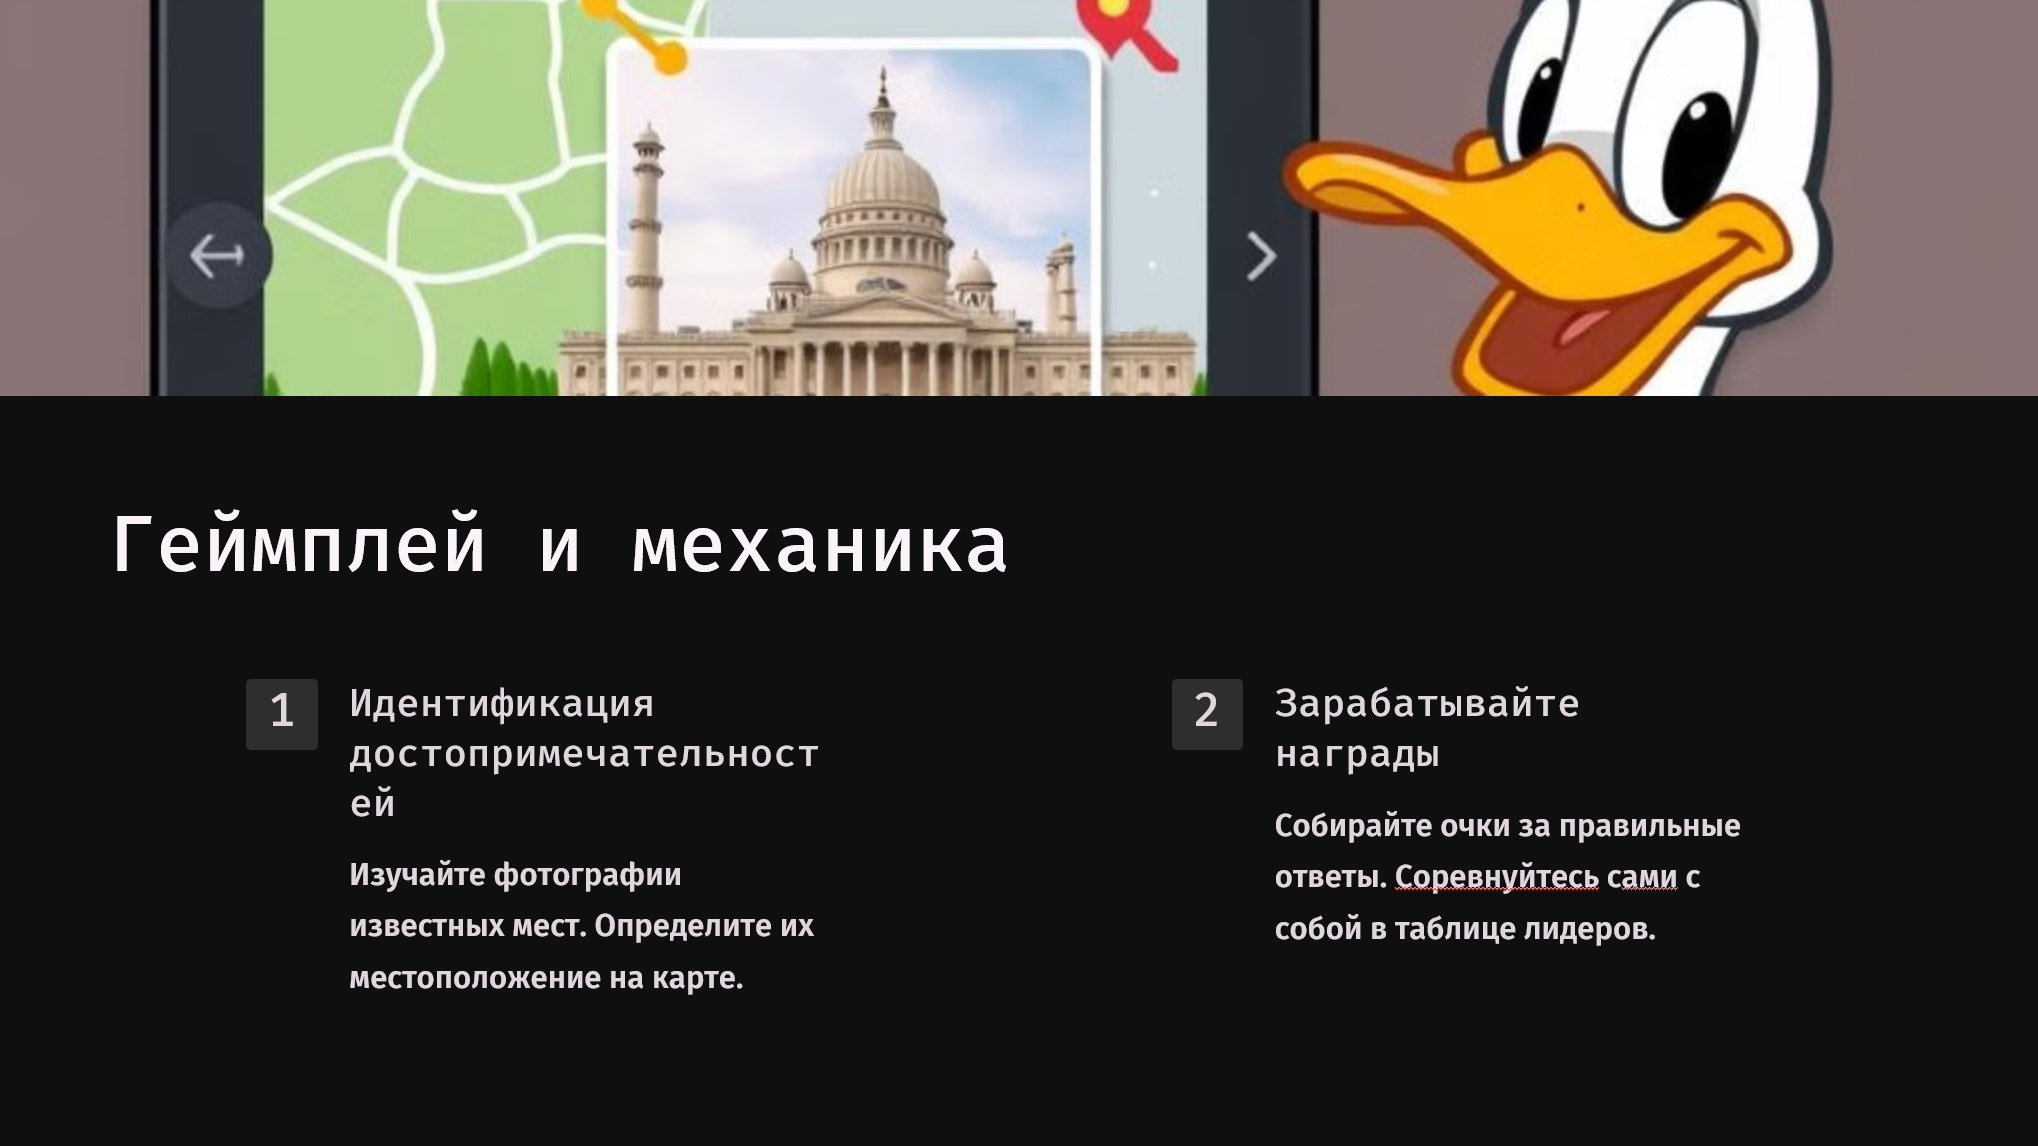 Геймплей и механика
1
Идентификация
достопримечательност
ей
Изучайте фотографии
известных мест. Определите их
местоположение на карте.
2
Зарабатывайте
награды
Собирайте очки за правильные
ответы. Соревнуйтесь сами с
собой в таблице лидеров.